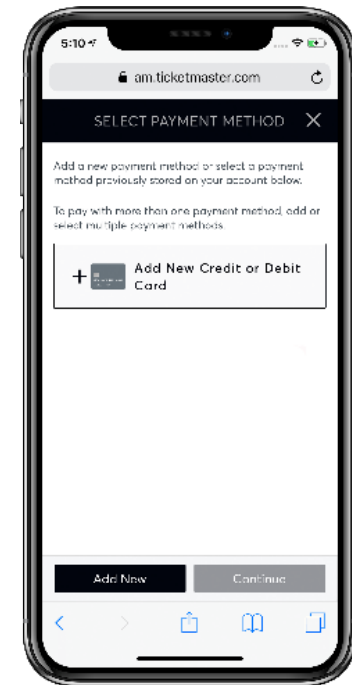 5:10
am.ticketmaster.com
SELECT PAYMENT METHOD
Add a new payment method or select a payment
method previously stored on your account below.
To pay with more than one payment method, add or
select multiple payment methods.
Add New Credit or Debit
Card
Add New
Continue